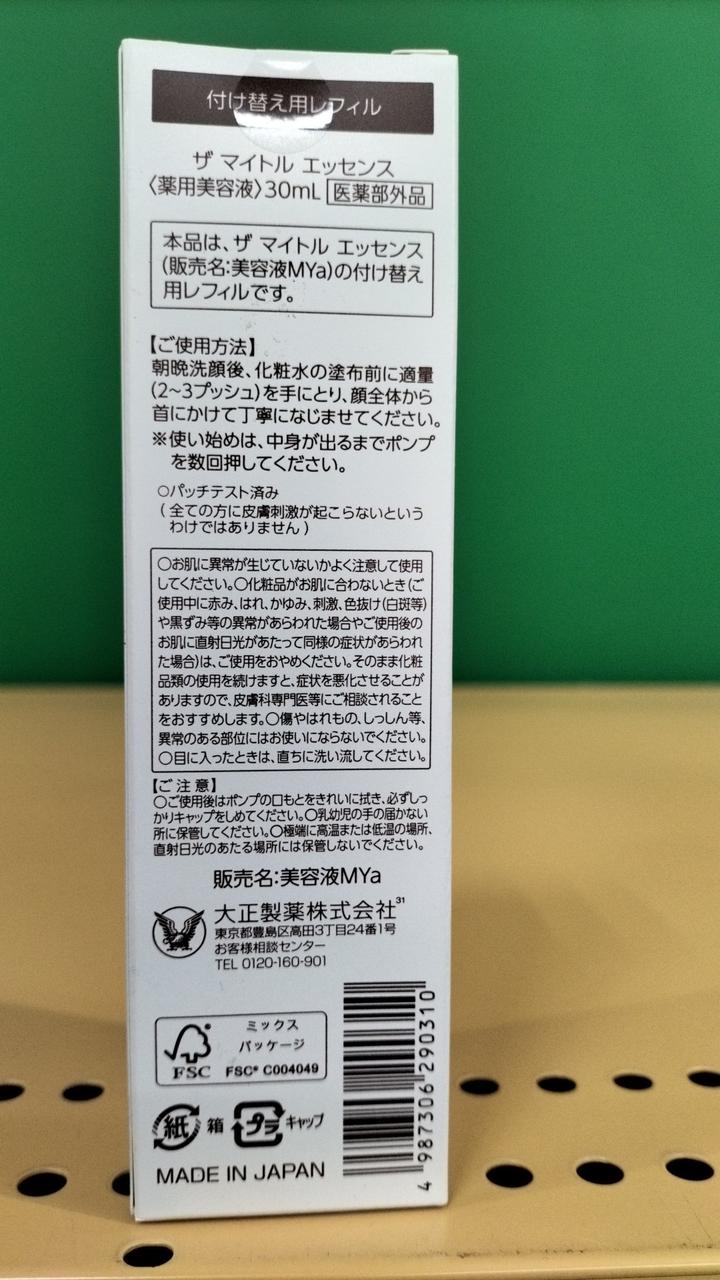 付け替え用レフィル
ザ マイトル エッセンス
〈薬用美容液〉30mL 医薬部外品
本品は、ザ マイトル エッセンス
(販売名:美容液MYa)の付け替え
用レフィルです。
【ご使用方法】
朝晩洗顔後、化粧水の塗布前に適量
(2~3プッシュ)を手にとり、顔全体から
首にかけて丁寧になじませてください。
※使い始めは、中身が出るまでポンプ
を数回押してください。
○パッチテスト済み
(全ての方に皮膚刺激が起こらないという
わけではありません)
○お肌に異常が生じていないかよく注意して使用
してください。○化粧品がお肌に合わないとき(ご
使用中に赤み、はれ、かゆみ、刺激、色抜け(白斑等)
や黒ずみ等の異常があらわれた場合やご使用後の
お肌に直射日光があたって同様の症状があらわれ
た場合)は、ご使用をおやめください。そのまま化粧
品類の使用を続けますと、症状を悪化させることが
ありますので、皮膚科専門医等にご相談されること
をおすすめします。○傷やはれもの、しっしん等、
異常のある部位にはお使いにならないでください。
○目に入ったときは、直ちに洗い流してください。
【ご注意】
○ご使用後はポンプの口もとをきれいに拭き、必ずしっ
かりキャップをしめてください。○乳幼児の手の届かない
所に保管してください。○極端に高温または低温の場所、
直射日光のあたる場所には保管しないでください。
販売名:美容液MYa
大正製薬株式会社31
東京都豊島区高田3丁目24番1号
お客様相談センター
TEL 0120-160-901
ミックス
パッケージ
FSC FSC® C004049
紙 箱 プラ キャップ
MADE IN JAPAN
4 987306 290310